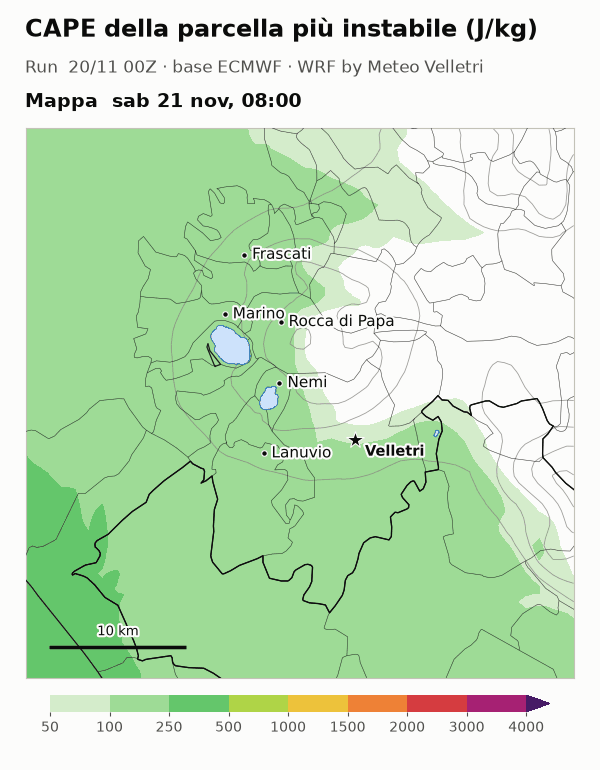 CAPE della parcella più instabile (J/kg)
Run  20/11 00Z · base ECMWF · WRF by Meteo Velletri
Mappa  sab 21 nov, 08:00
Frascati
Marino
Rocca di Papa
Nemi
Velletri
Lanuvio
10 km
50 100 250 500 1000 1500 2000 3000 4000